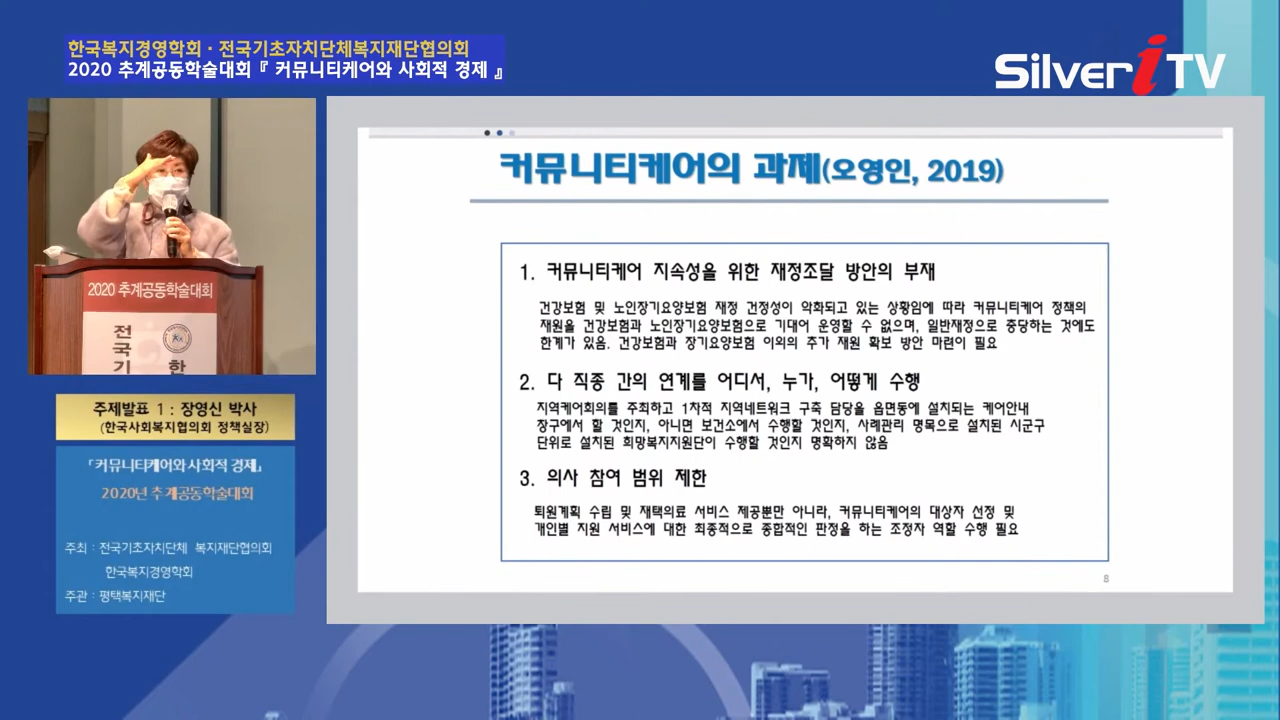 한국복지경영학회 · 전국기초자치단체복지재단협의회
2020 추계공동학술대회 『 커뮤니티케어와 사회적 경제 』
Silver i TV
2020 추계공동학술대회
전국기
한
주제발표 1 : 장영신 박사
(한국사회복지협의회 정책실장)
「커뮤니티케어와 사회적 경제」
2020년 추계공동학술대회
주최 : 전국기초자치단체 복지재단협의회
한국복지경영학회
주관 : 평택복지재단
커뮤니티케어의 과제(오영인, 2019)
1. 커뮤니티케어 지속성을 위한 재정조달 방안의 부재
건강보험 및 노인장기요양보험 재정 건정성이 악화되고 있는 상황임에 따라 커뮤니티케어 정책의
재원을 건강보험과 노인장기요양보험으로 기대어 운영할 수 없으며, 일반재정으로 충당하는 것에도
한계가 있음. 건강보험과 장기요양보험 이외의 추가 재원 확보 방안 마련이 필요
2. 다 직종 간의 연계를 어디서, 누가, 어떻게 수행
지역케어회의를 주최하고 1차적 지역네트워크 구축 담당을 읍면동에 설치되는 케어안내
창구에서 할 것인지, 아니면 보건소에서 수행할 것인지, 사례관리 명목으로 설치된 시군구
단위로 설치된 희망복지지원단이 수행할 것인지 명확하지 않음
3. 의사 참여 범위 제한
퇴원계획 수립 및 재택의료 서비스 제공뿐만 아니라, 커뮤니티케어의 대상자 선정 및
개인별 지원 서비스에 대한 최종적으로 종합적인 판정을 하는 조정자 역할 수행 필요
8